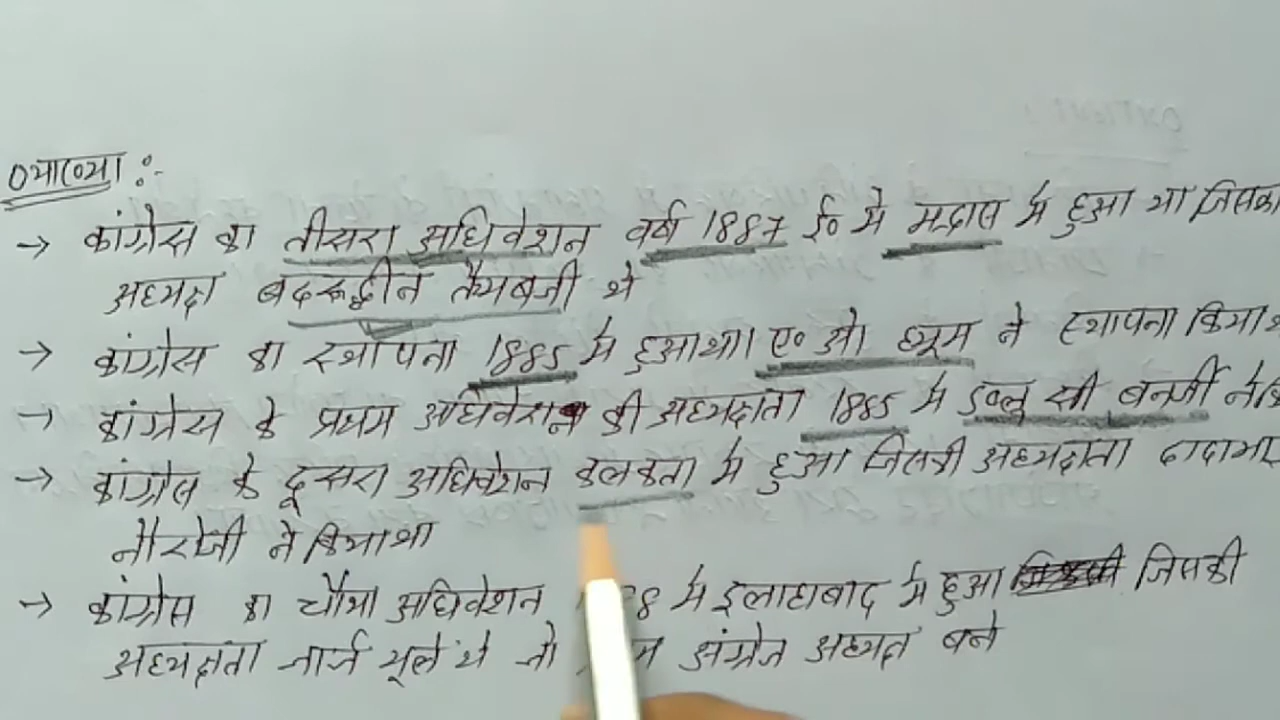 व्याख्या :-
→ कांग्रेस का तीसरा अधिवेशन वर्ष 1887 ई० मे मद्रास मे हुआ था जिसका
अध्यक्ष बदरूद्दीन तैयबजी थे
→ कांग्रेस का स्थापना 1885 मे हुआ था। ए० ओ० ह्यूम ने स्थापना किया
→ कांग्रेस के प्रथम अधिवेशन की अध्यक्षता 1885 मे डब्लू सी बनर्जी ने
→ कांग्रेस के दूसरा अधिवेशन कलकता मे हुआ जिसकी अध्यक्षता दादाभाई
नौरोजी ने किया था
→ कांग्रेस का चौथा अधिवेशन मे इलाहाबाद मे हुआ जिसकी
अध्यक्षता जार्ज यूले थे जो अंग्रेज अध्यक्ष बने